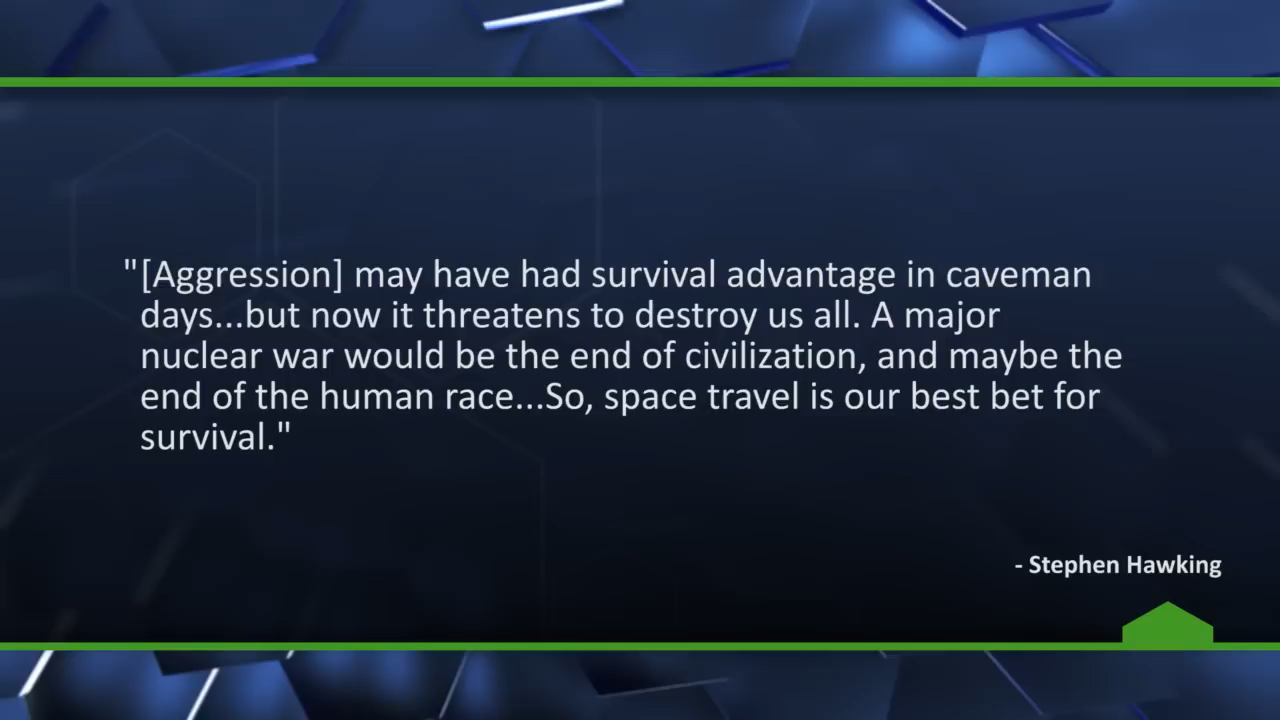 "[Aggression] may have had survival advantage in caveman
days...but now it threatens to destroy us all. A major
nuclear war would be the end of civilization, and maybe the
end of the human race...So, space travel is our best bet for
survival."
- Stephen Hawking